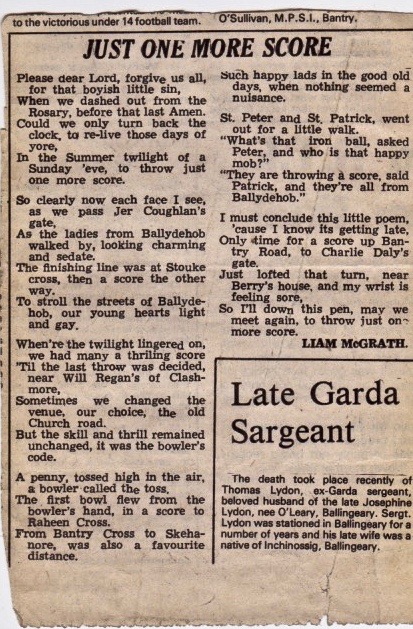 to the victorious under 14 football team.
O'Sullivan, M.P.S.I., Bantry.
JUST ONE MORE SCORE
Please dear Lord, forgive us all,
for that boyish little sin,
When we dashed out from the
Rosary, before that last Amen.
Could we only turn back the
clock, to re-live those days of
yore,
In the Summer twilight of a
Sunday 'eve, to throw just
one more score.
So clearly now each face I see,
as we pass Jer Coughlan's
gate,
As the ladies from Ballydehob
walked by, looking charming
and sedate.
The finishing line was at Stouke
cross, then a score the other
way.
To stroll the streets of Ballyde-
hob, our young hearts light
and gay.
When're the twilight lingered on,
we had many a thriling score
'Til the last throw was decided,
near Will Regan's of Clash-
more,
Sometimes we changed the
venue, our choice, the old
Church road.
But the skill and thrill remained
unchanged, it was the bowler's
code.
A penny, tossed high in the air,
a bowler called the toss,
The first bowl flew from the
bowler's hand, in a score to
Raheen Cross.
From Bantry Cross to Skeha-
nore, was also a favourite
distance.
Such happy lads in the good old
days, when nothing seemed a
nuisance.
St. Peter and St. Patrick, went
out for a little walk.
"What's that iron ball, asked
Peter, and who is that happy
mob?"
"They are throwing a score, said
Patrick, and they're all from
Ballydehob."
I must conclude this little poem,
'cause I know its getting late,
Only time for a score up Ban-
try Road, to Charlie Daly's
gate,
Just lofted that turn, near
Berry's house, and my wrist is
feeling sore,
So I'll down this pen, may we
meet again, to throw just on
more score.
LIAM McGRATH.
Late Garda
Sargeant
The death took place recently of
Thomas Lydon, ex-Garda sergeant,
beloved husband of the late Josephine
Lydon, nee O'Leary, Ballingeary. Sergt.
Lydon was stationed in Ballingeary for a
number of years and his late wife was a
native of Inchinossig, Ballingeary.